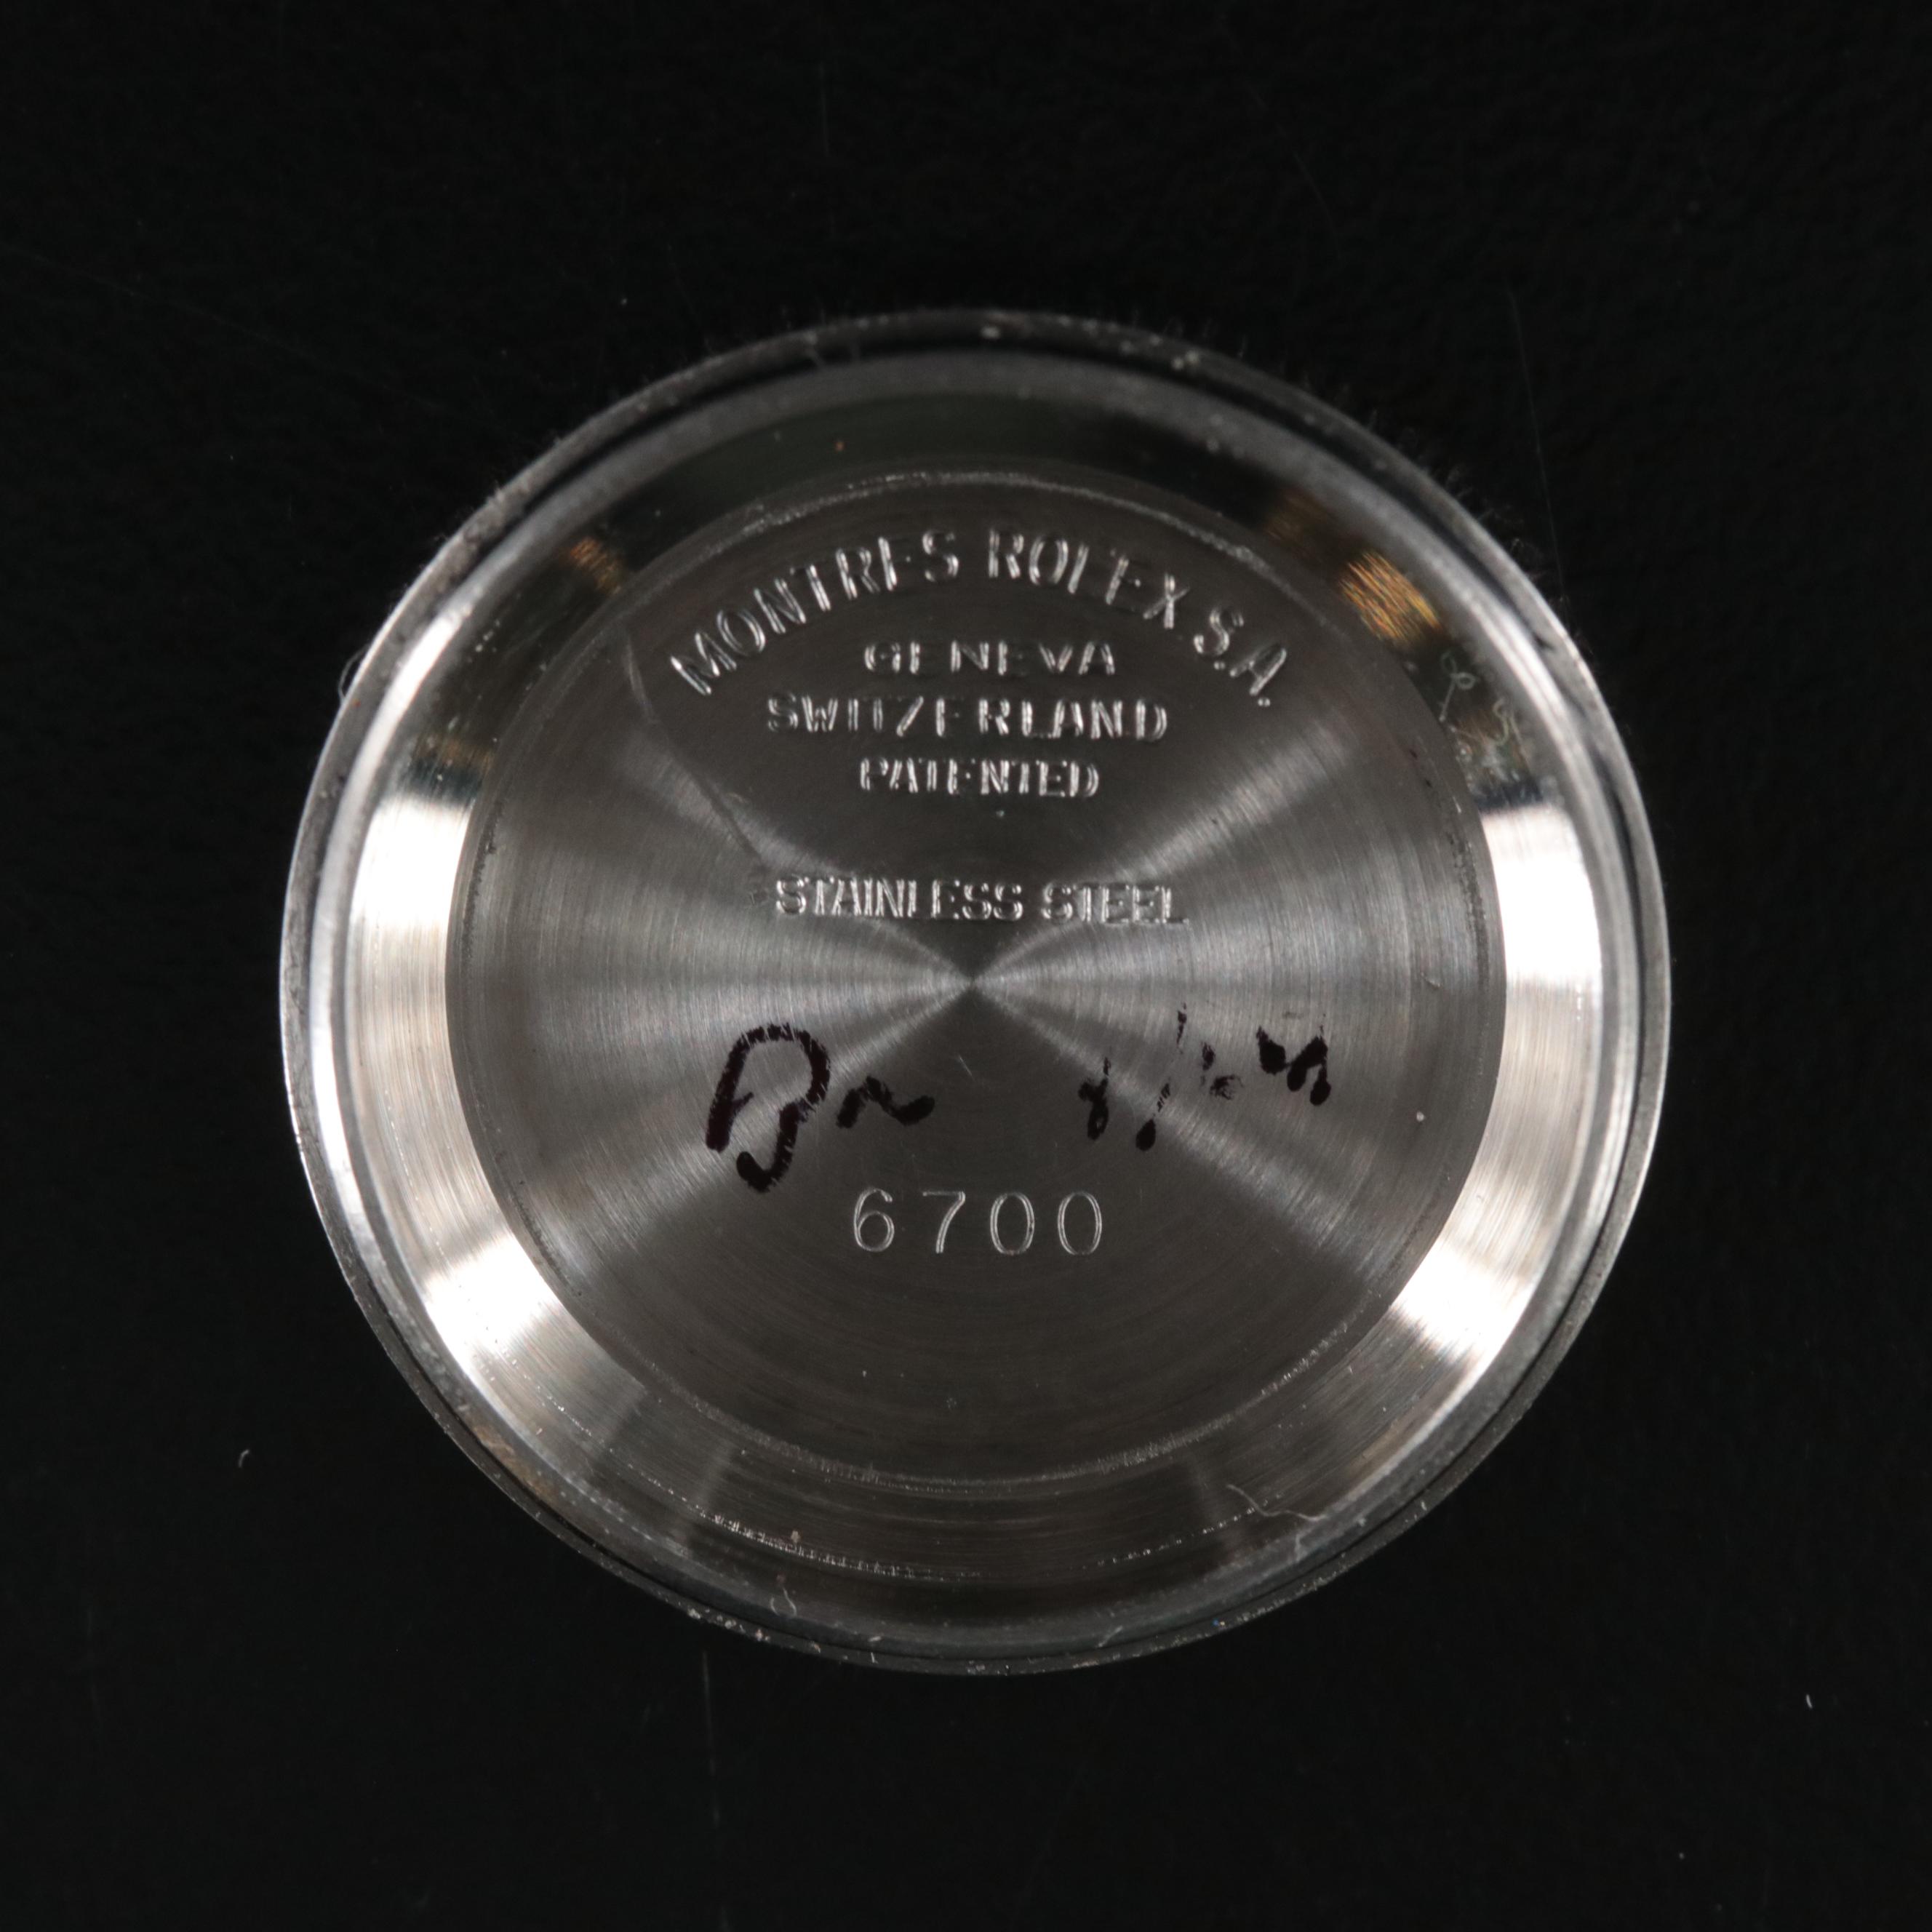 MONTRES ROLEX S.A.
GENEVA
SWITZERLAND
PATENTED
STAINLESS STEEL
6700